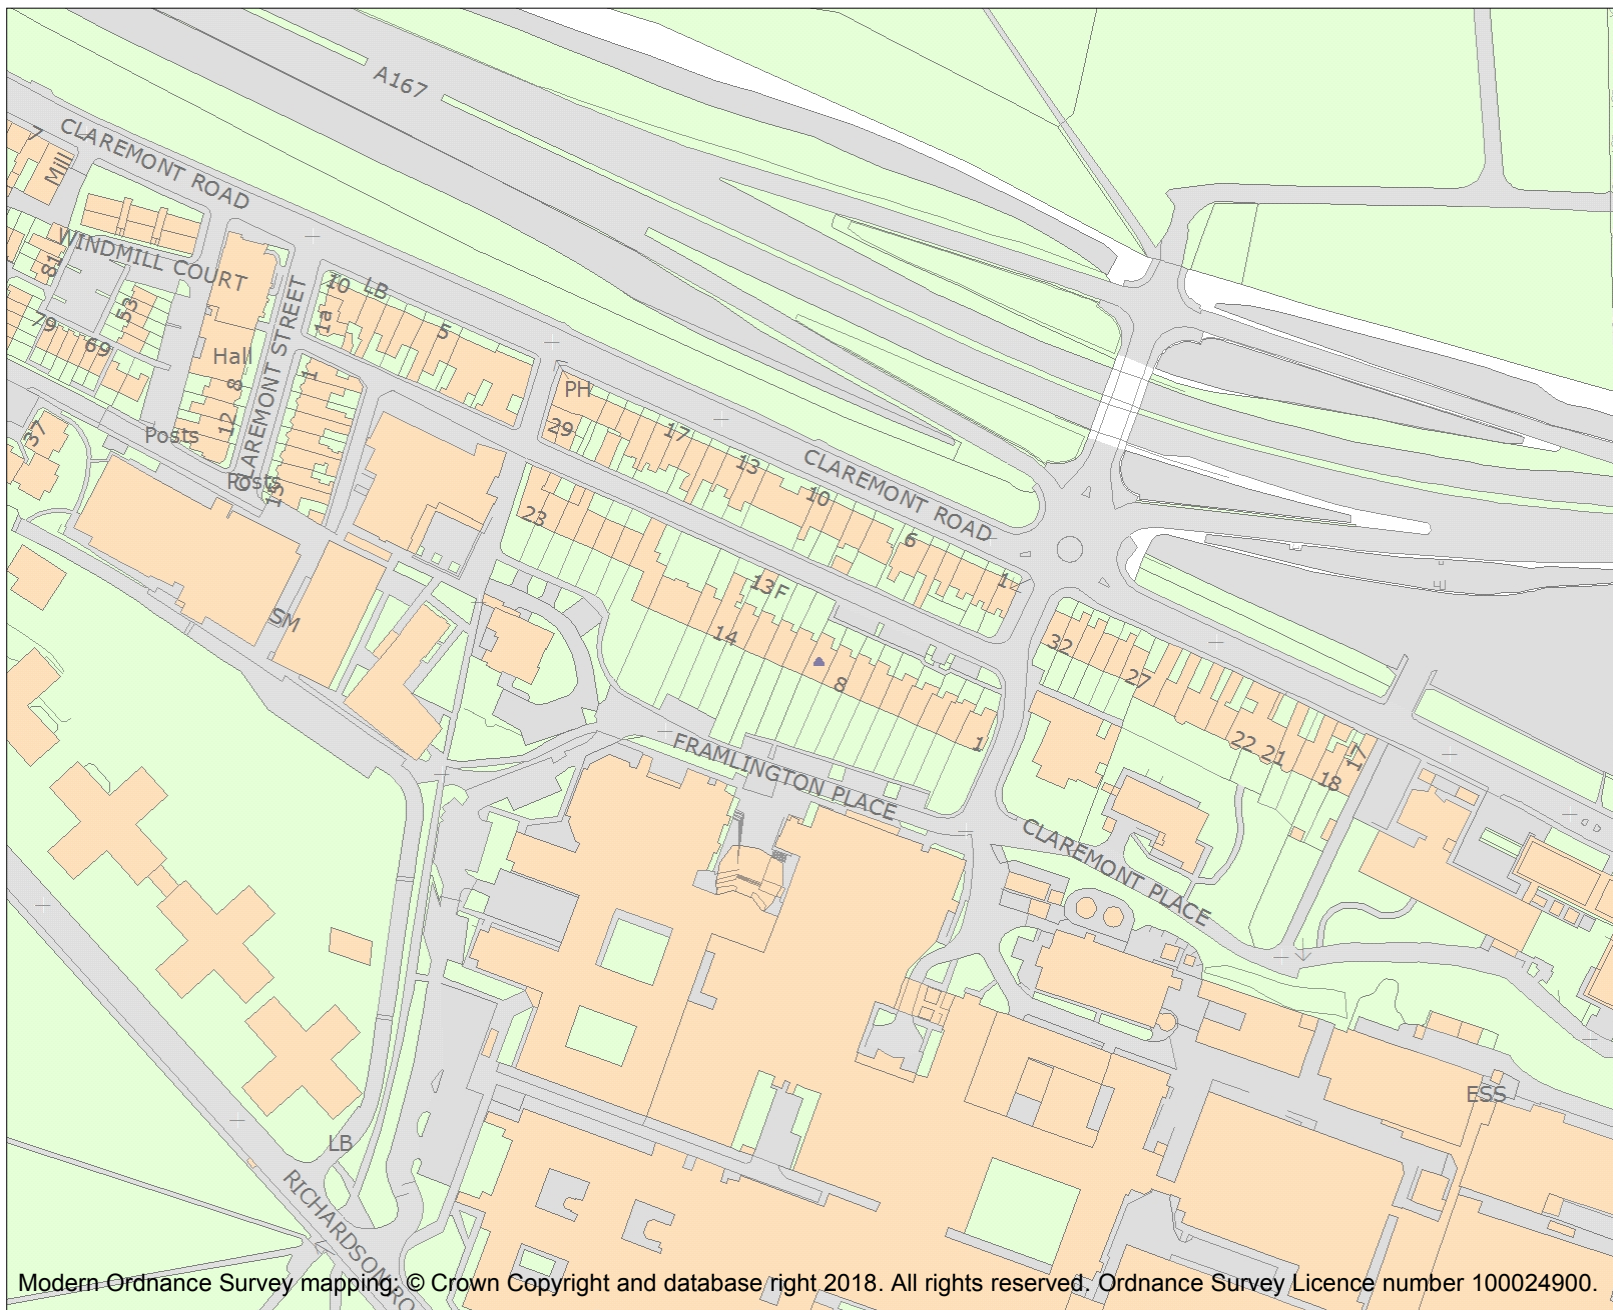 A167
CLAREMONT ROAD
7
Mill
WINDMILL COURT
81
53
79
69
10
LB
1a
5
CLAREMONT STREET
Hall
8
1
12
37
Posts
Posts
15
PH
29
17
13
10
CLAREMONT ROAD
6
1
23
SM
13F
14
8
1
32
27
22
21
18
17
FRAMLINGTON PLACE
CLAREMONT PLACE
ESS
LB
RICHARDSON RO
Modern Ordnance Survey mapping: © Crown Copyright and database right 2018. All rights reserved. Ordnance Survey Licence number 100024900.